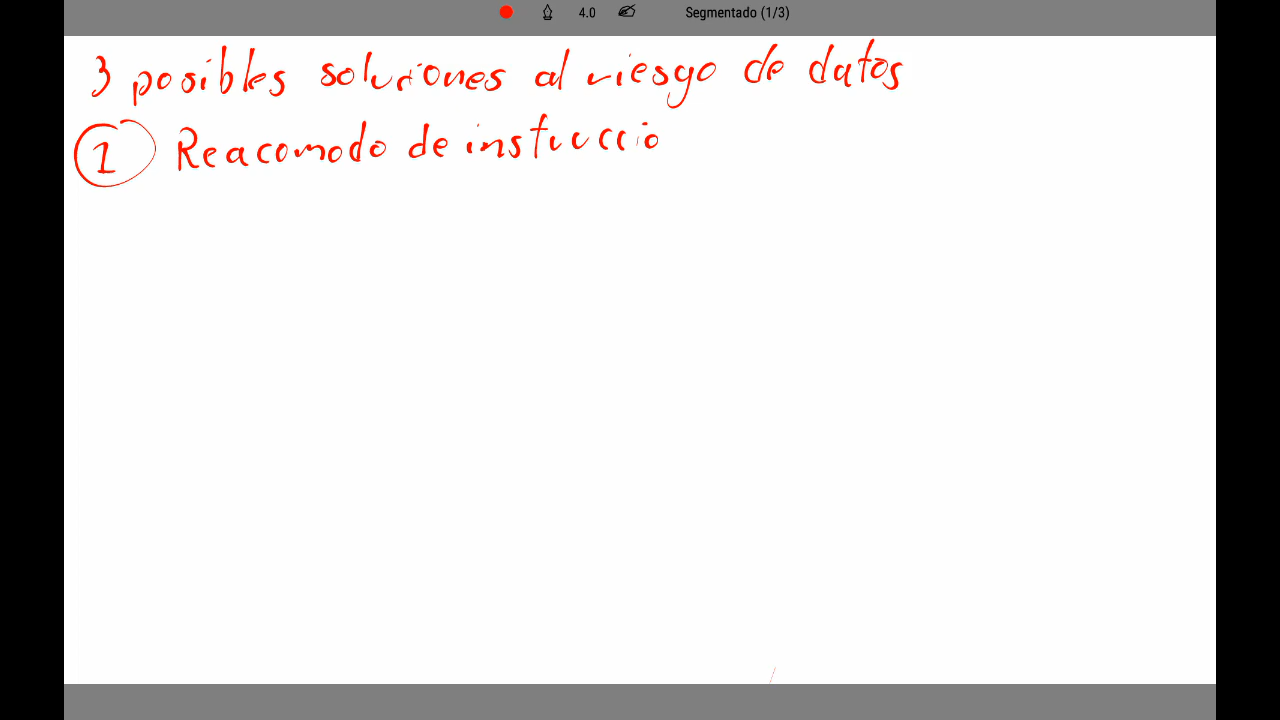 4.0 Segmentado (1/3)
3 posibles soluciones al riesgo de datos
1 Reacomodo de instruccio